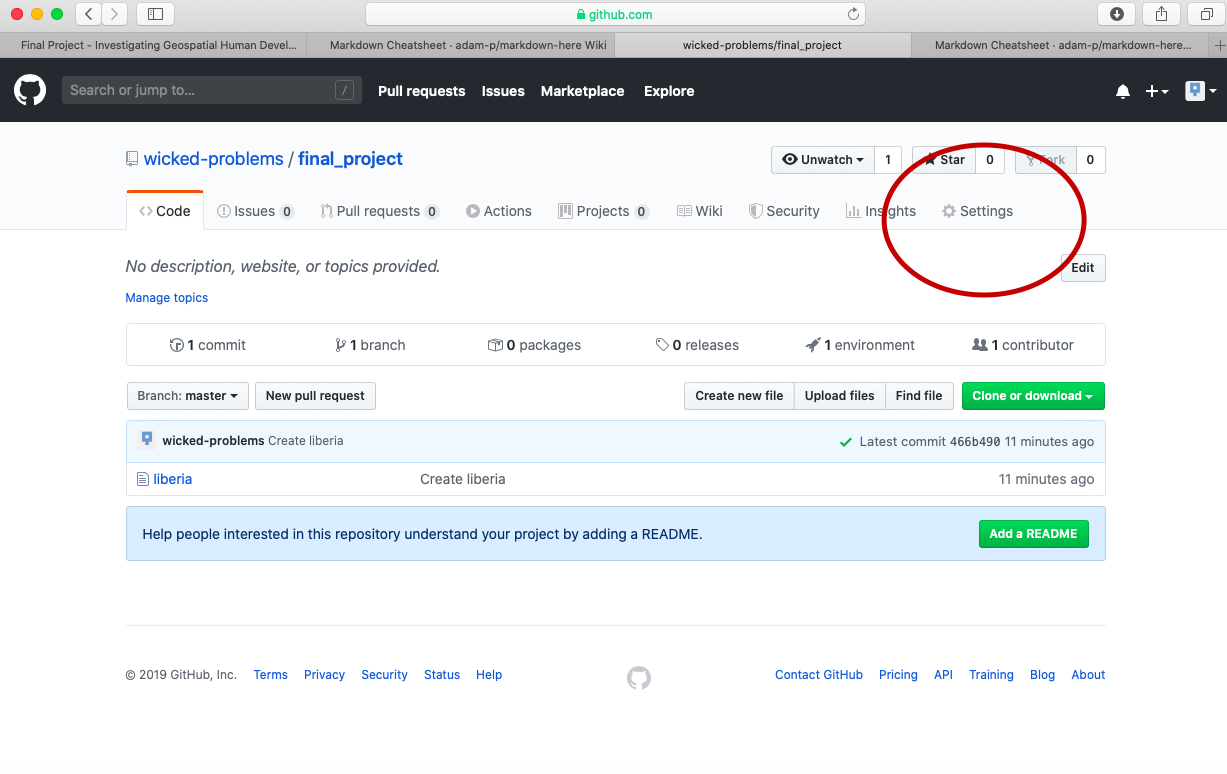 github.com
Final Project - Investigating Geospatial Human Devel...
Markdown Cheatsheet · adam-p/markdown-here Wiki
wicked-problems/final_project
Markdown Cheatsheet · adam-p/markdown-here...
Search or jump to... /
Pull requests Issues Marketplace Explore
wicked-problems / final_project
Unwatch 1 Star 0 Fork 0
Code Issues 0 Pull requests 0 Actions Projects 0 Wiki Security Insights Settings
No description, website, or topics provided.
Edit
Manage topics
1 commit 1 branch 0 packages 0 releases 1 environment 1 contributor
Branch: master New pull request Create new file Upload files Find file Clone or download
wicked-problems Create liberia Latest commit 466b490 11 minutes ago
liberia Create liberia 11 minutes ago
Help people interested in this repository understand your project by adding a README. Add a README
© 2019 GitHub, Inc. Terms Privacy Security Status Help Contact GitHub Pricing API Training Blog About